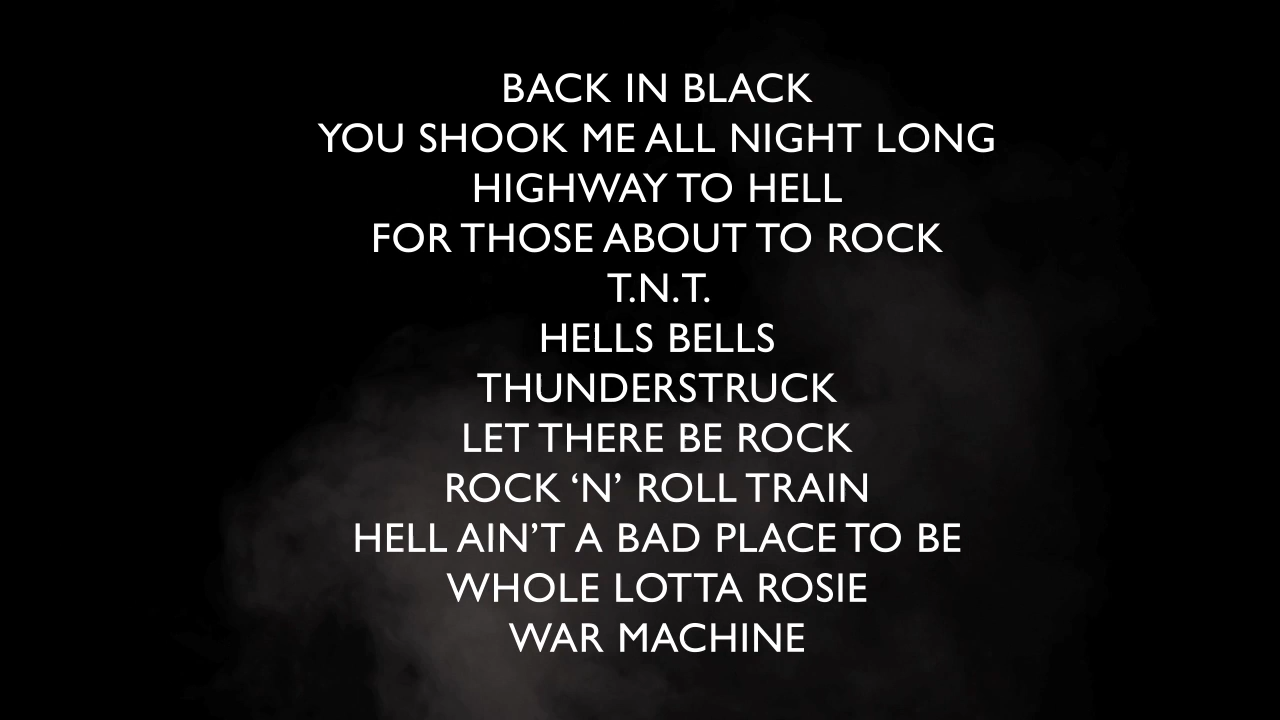 BACK IN BLACK
YOU SHOOK ME ALL NIGHT LONG
HIGHWAY TO HELL
FOR THOSE ABOUT TO ROCK
T.N.T.
HELLS BELLS
THUNDERSTRUCK
LET THERE BE ROCK
ROCK ‘N’ ROLL TRAIN
HELL AIN’T A BAD PLACE TO BE
WHOLE LOTTA ROSIE
WAR MACHINE